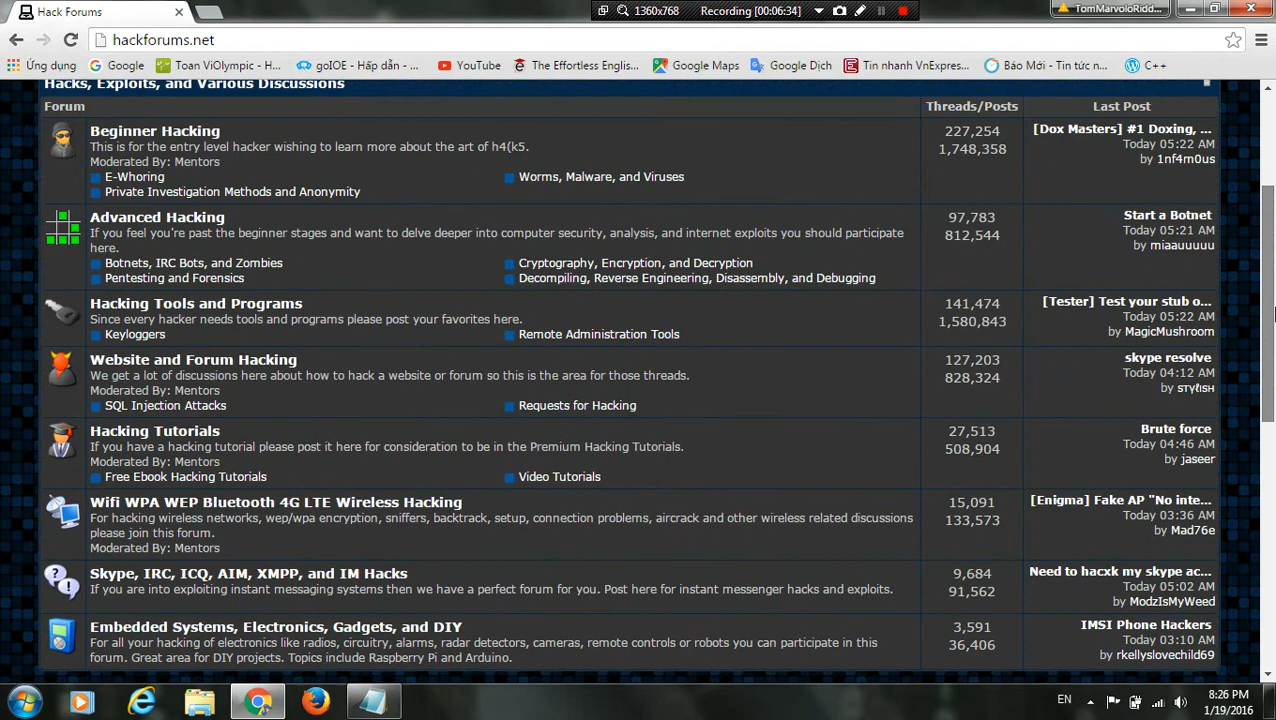 Hack Forums
1360x768
Recording [00:06:34]
TomMarvoloRidd...
hackforums.net
Ứng dụng
Google
Toan ViOlympic - H...
goIOE - Hấp dẫn - ...
YouTube
The Effortless Englis...
Google Maps
Google Dịch
Tin nhanh VnExpres...
Báo Mới - Tin tức n...
C++
Hacks, Exploits, and Various Discussions
Forum
Threads/Posts
Last Post
Beginner Hacking
This is for the entry level hacker wishing to learn more about the art of h4(k5.
Moderated By: Mentors
E-Whoring
Worms, Malware, and Viruses
Private Investigation Methods and Anonymity
227,254
1,748,358
[Dox Masters] #1 Doxing, ...
Today 05:22 AM
by 1nf4m0us
Advanced Hacking
If you feel you're past the beginner stages and want to delve deeper into computer security, analysis, and internet exploits you should participate
here.
Botnets, IRC Bots, and Zombies
Cryptography, Encryption, and Decryption
Pentesting and Forensics
Decompiling, Reverse Engineering, Disassembly, and Debugging
97,783
812,544
Start a Botnet
Today 05:21 AM
by miaauuuuu
Hacking Tools and Programs
Since every hacker needs tools and programs please post your favorites here.
Keyloggers
Remote Administration Tools
141,474
1,580,843
[Tester] Test your stub o...
Today 05:22 AM
by MagicMushroom
Website and Forum Hacking
We get a lot of discussions here about how to hack a website or forum so this is the area for those threads.
Moderated By: Mentors
SQL Injection Attacks
Requests for Hacking
127,203
828,324
skype resolve
Today 04:12 AM
by sтγℓιsн
Hacking Tutorials
If you have a hacking tutorial please post it here for consideration to be in the Premium Hacking Tutorials.
Moderated By: Mentors
Free Ebook Hacking Tutorials
Video Tutorials
27,513
508,904
Brute force
Today 04:46 AM
by jaseer
Wifi WPA WEP Bluetooth 4G LTE Wireless Hacking
For hacking wireless networks, wep/wpa encryption, sniffers, backtrack, setup, connection problems, aircrack and other wireless related discussions
please join this forum.
Moderated By: Mentors
15,091
133,573
[Enigma] Fake AP "No inte...
Today 03:36 AM
by Mad76e
Skype, IRC, ICQ, AIM, XMPP, and IM Hacks
If you are into exploiting instant messaging systems then we have a perfect forum for you. Post here for instant messenger hacks and exploits.
9,684
91,562
Need to hacxk my skype ac...
Today 05:02 AM
by ModzIsMyWeed
Embedded Systems, Electronics, Gadgets, and DIY
For all your hacking of electronics like radios, circuitry, alarms, radar detectors, cameras, remote controls or robots you can participate in this
forum. Great area for DIY projects. Topics include Raspberry Pi and Arduino.
3,591
36,406
IMSI Phone Hackers
Today 03:10 AM
by rkellyslovechild69
EN
8:26 PM
1/19/2016